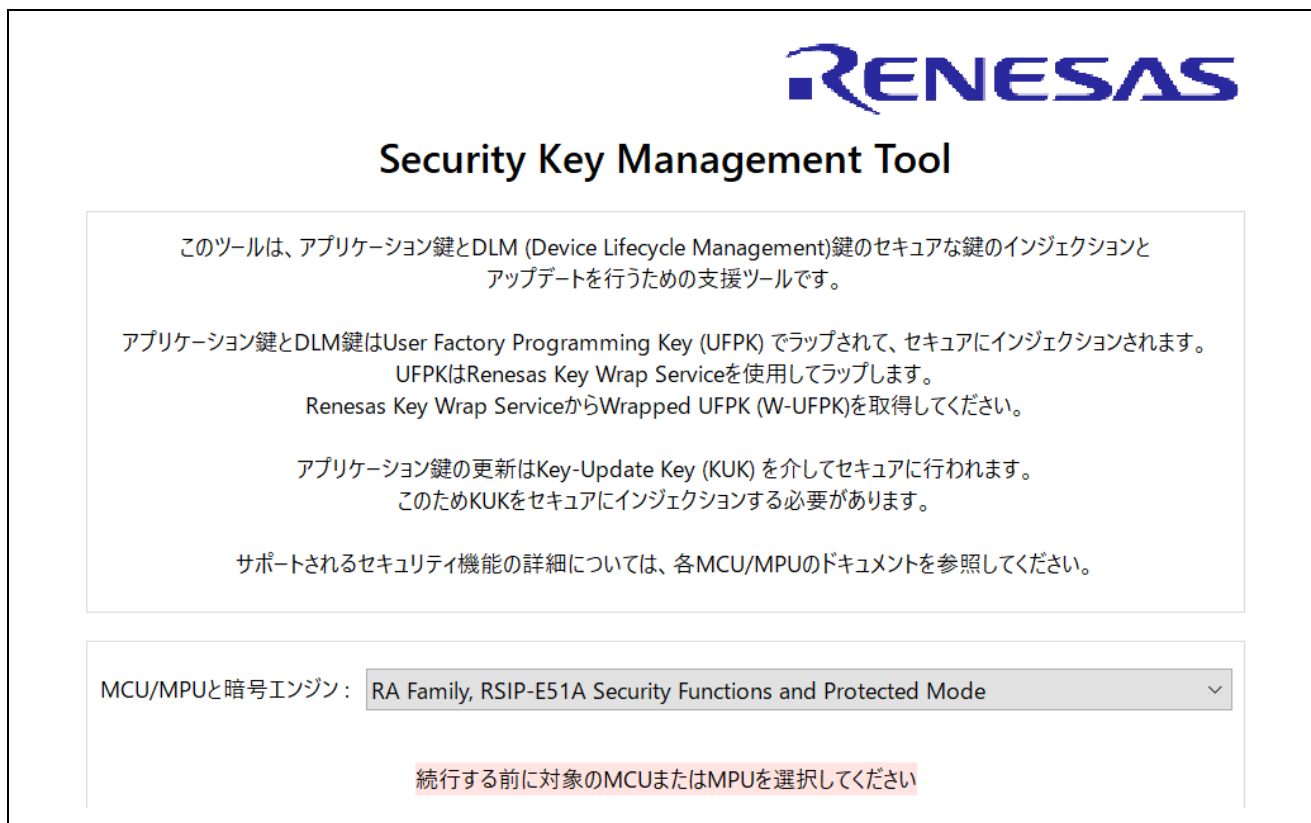 RENESAS
Security Key Management Tool
このツールは、アプリケーション鍵とDLM (Device Lifecycle Management)鍵のセキュアな鍵のインジェクションと
アップデートを行うための支援ツールです。
アプリケーション鍵とDLM鍵はUser Factory Programming Key (UFPK) でラップされて、セキュアにインジェクションされます。
UFPKはRenesas Key Wrap Serviceを使用してラップします。
Renesas Key Wrap ServiceからWrapped UFPK (W-UFPK)を取得してください。
アプリケーション鍵の更新はKey-Update Key (KUK) を介してセキュアに行われます。
このためKUKをセキュアにインジェクションする必要があります。
サポートされるセキュリティ機能の詳細については、各MCU/MPUのドキュメントを参照してください。
MCU/MPUと暗号エンジン : RA Family, RSIP-E51A Security Functions and Protected Mode
続行する前に対象のMCUまたはMPUを選択してください